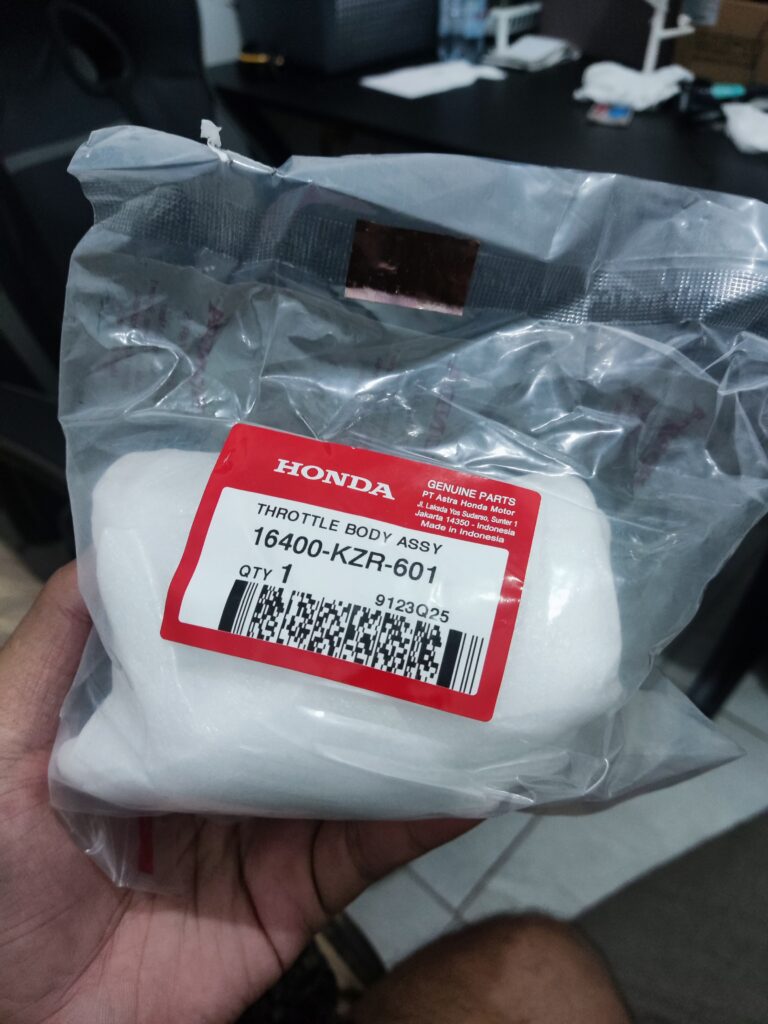 HONDA
GENUINE PARTS
PT Astra Honda Motor
Jl. Laksda Yos Sudarso, Sunter 1
Jakarta 14350 - Indonesia
Made in Indonesia
THROTTLE BODY ASSY
16400-KZR-601
QTY 1
9123Q25